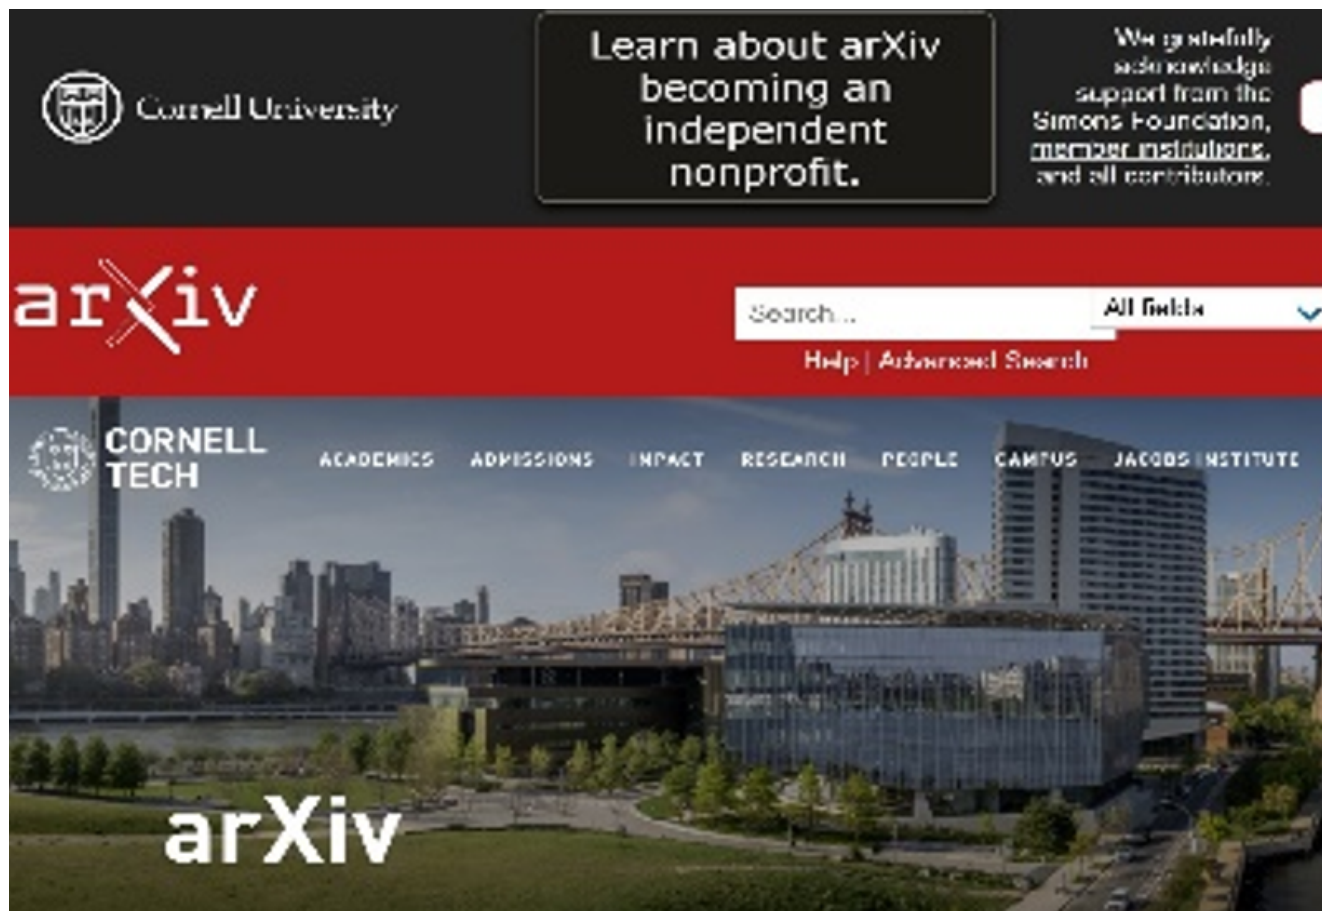 Cornell University
Learn about arXiv
becoming an
independent
nonprofit.
We gratefully
acknowledge
support from the
Simons Foundation,
member institutions,
and all contributors.
arXiv
Search...
All fields
Help | Advanced Search
CORNELL
TECH
ACADEMICS ADMISSIONS IMPACT RESEARCH PEOPLE CAMPUS JACOBS INSTITUTE
arXiv